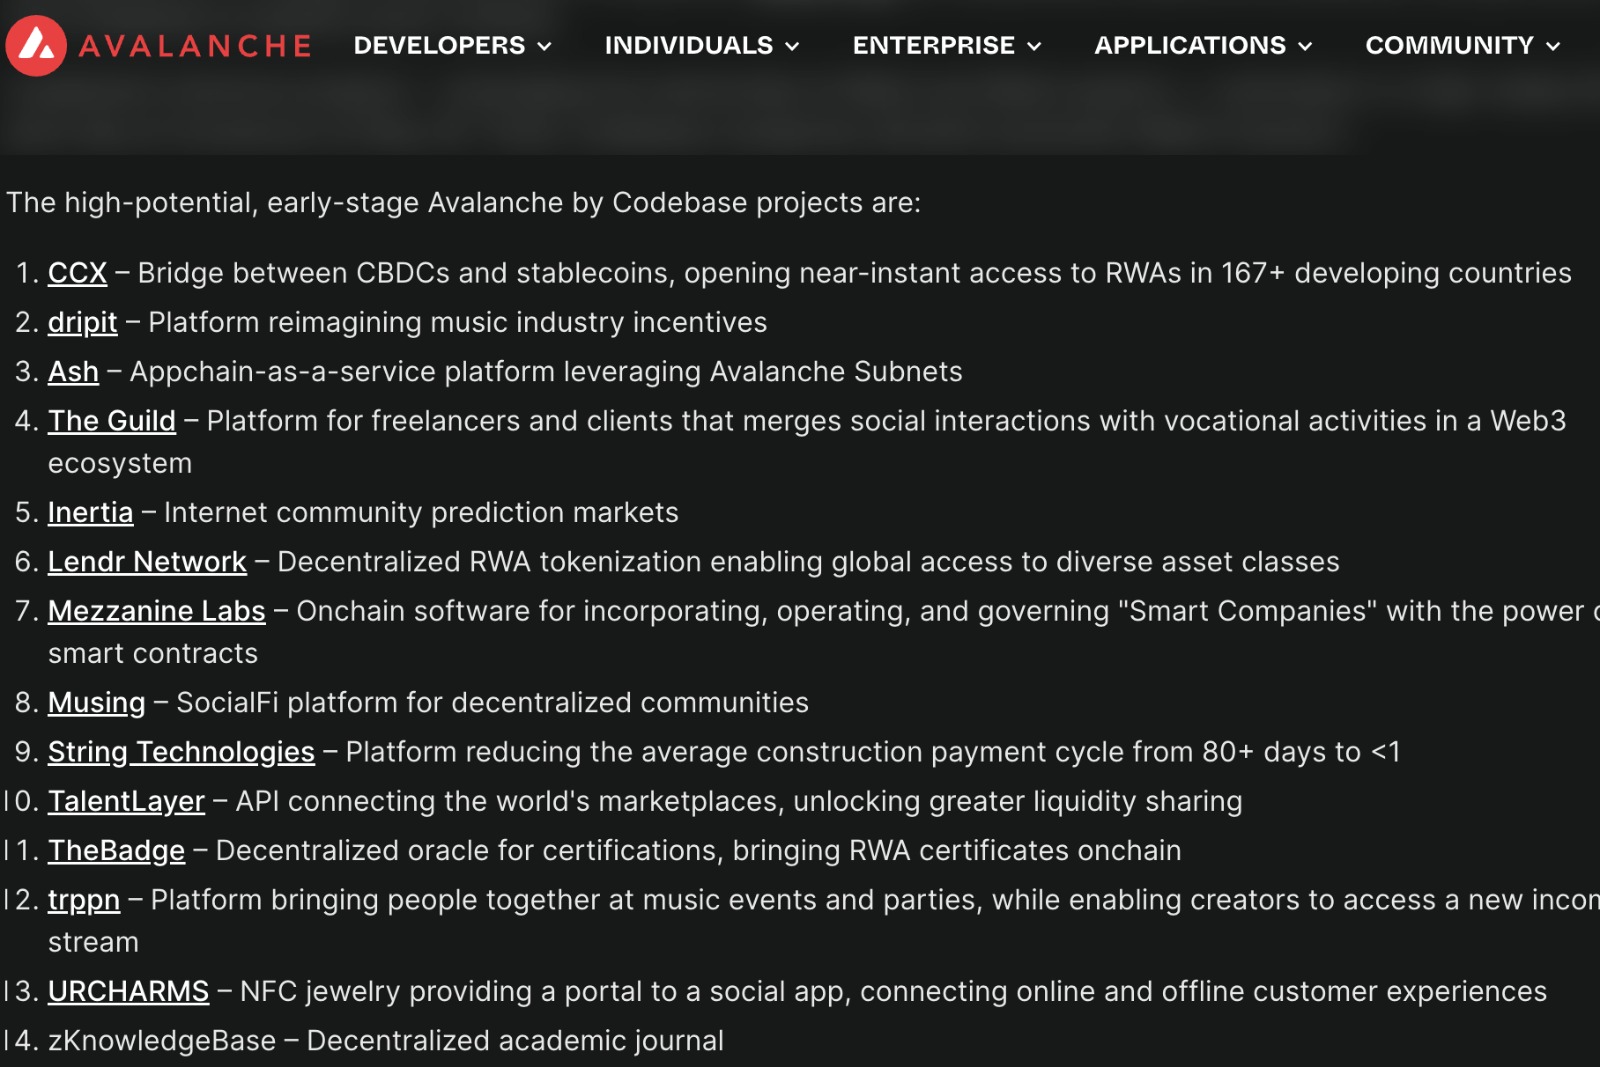 AVALANCHE DEVELOPERS INDIVIDUALS ENTERPRISE APPLICATIONS COMMUNITY
The high-potential, early-stage Avalanche by Codebase projects are:
1. CCX – Bridge between CBDCs and stablecoins, opening near-instant access to RWAs in 167+ developing countries
2. dripit – Platform reimagining music industry incentives
3. Ash – Appchain-as-a-service platform leveraging Avalanche Subnets
4. The Guild – Platform for freelancers and clients that merges social interactions with vocational activities in a Web3
ecosystem
5. Inertia – Internet community prediction markets
6. Lendr Network – Decentralized RWA tokenization enabling global access to diverse asset classes
7. Mezzanine Labs – Onchain software for incorporating, operating, and governing "Smart Companies" with the power
smart contracts
8. Musing – SocialFi platform for decentralized communities
9. String Technologies – Platform reducing the average construction payment cycle from 80+ days to <1
10. TalentLayer – API connecting the world's marketplaces, unlocking greater liquidity sharing
11. TheBadge – Decentralized oracle for certifications, bringing RWA certificates onchain
12. trppn – Platform bringing people together at music events and parties, while enabling creators to access a new
stream
13. URCHARMS – NFC jewelry providing a portal to a social app, connecting online and offline customer experiences
14. zKnowledgeBase – Decentralized academic journal